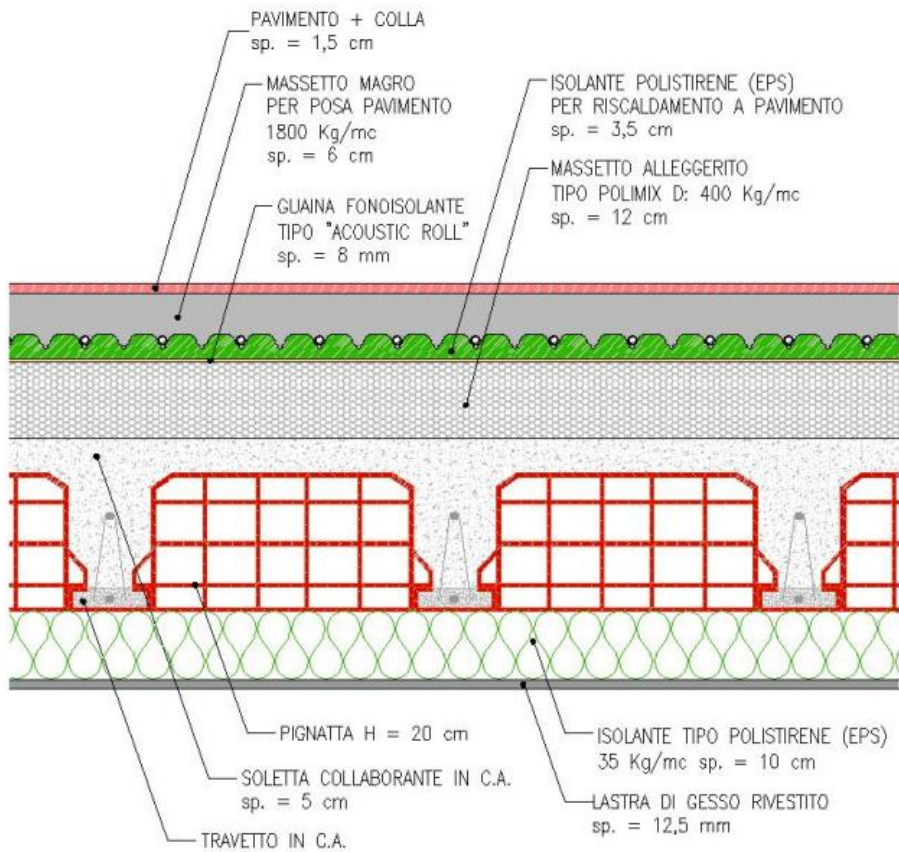 PAVIMENTO + COLLA
sp. = 1,5 cm
MASSETTO MAGRO
PER POSA PAVIMENTO
1800 Kg/mc
sp. = 6 cm
GUAINA FONOISOLANTE
TIPO "ACOUSTIC ROLL"
sp. = 8 mm
ISOLANTE POLISTIRENE (EPS)
PER RISCALDAMENTO A PAVIMENTO
sp. = 3,5 cm
MASSETTO ALLEGGERITO
TIPO POLIMIX D: 400 Kg/mc
sp. = 12 cm
PIGNATTA H = 20 cm
SOLETTA COLLABORANTE IN C.A.
sp. = 5 cm
TRAVETTO IN C.A.
ISOLANTE TIPO POLISTIRENE (EPS)
35 Kg/mc sp. = 10 cm
LASTRA DI GESSO RIVESTITO
sp. = 12,5 mm